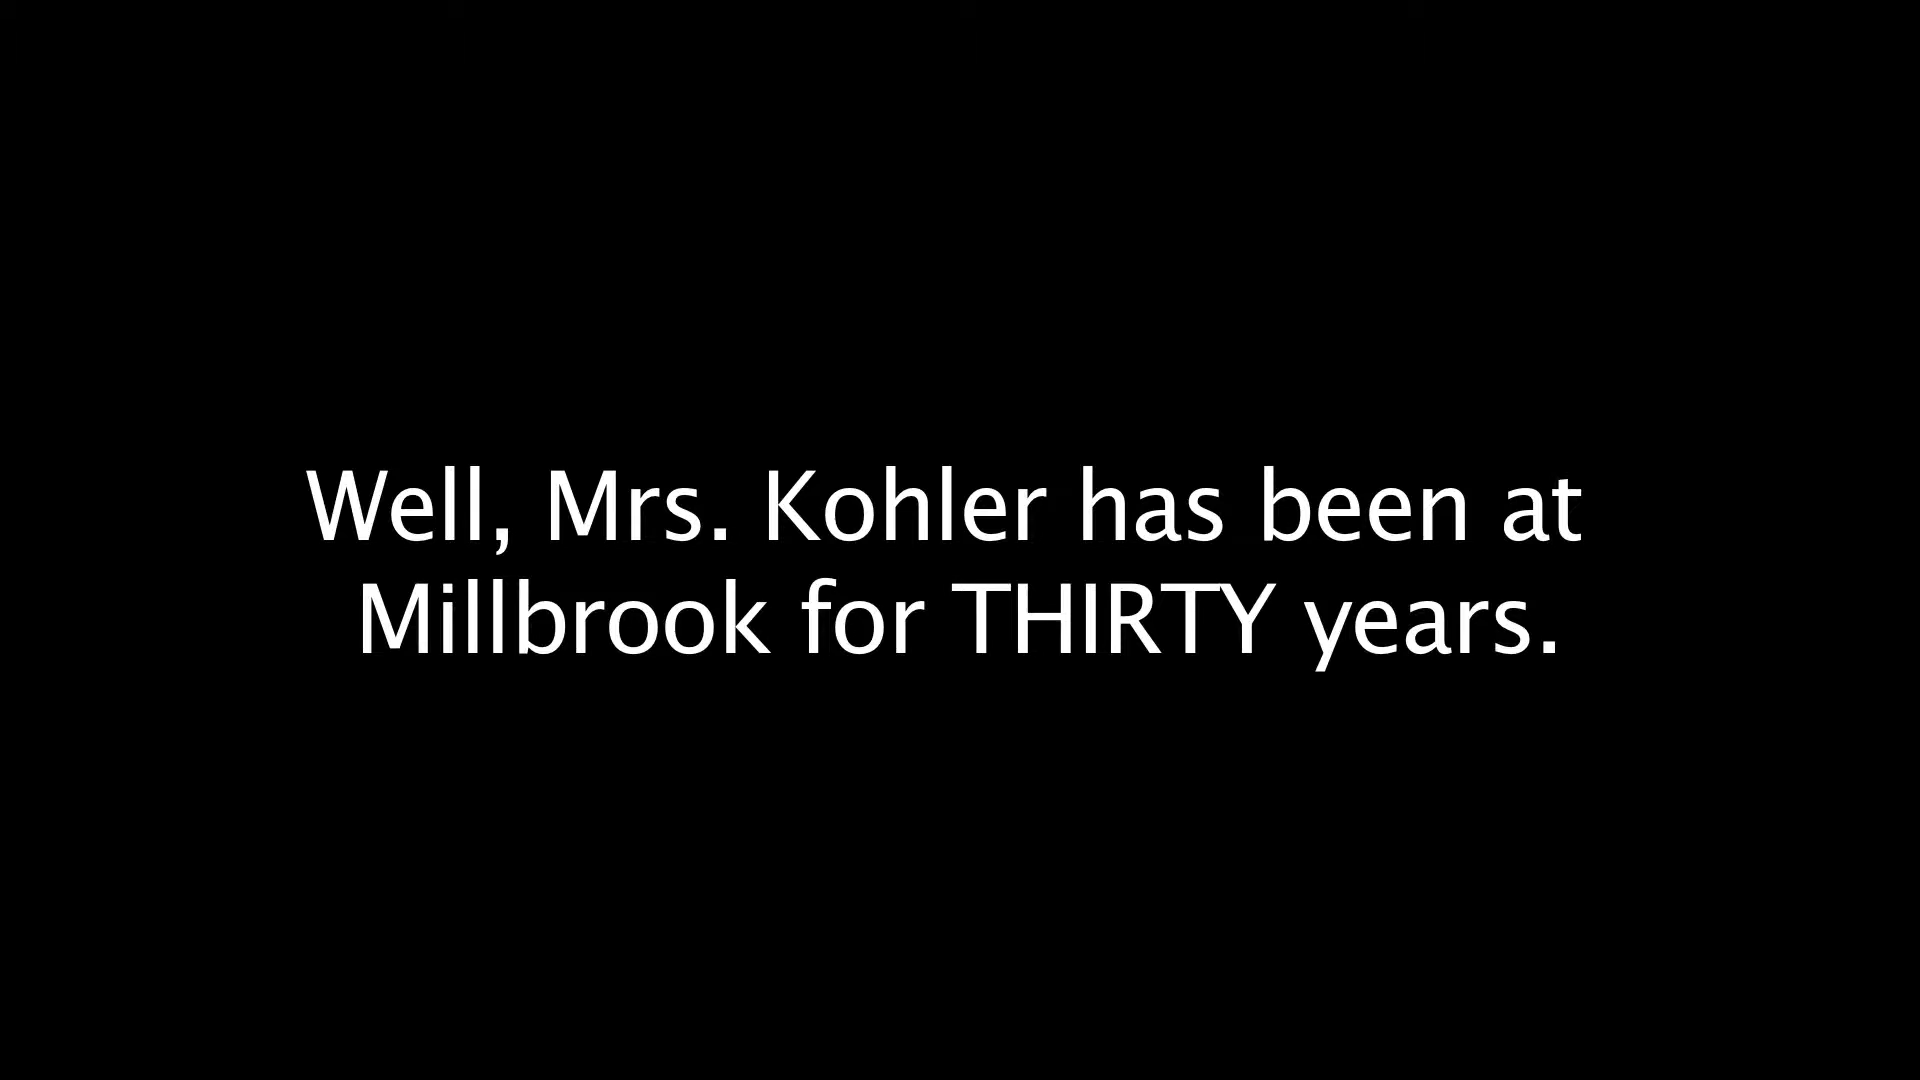 Well, Mrs. Kohler has been at
Millbrook for THIRTY years.